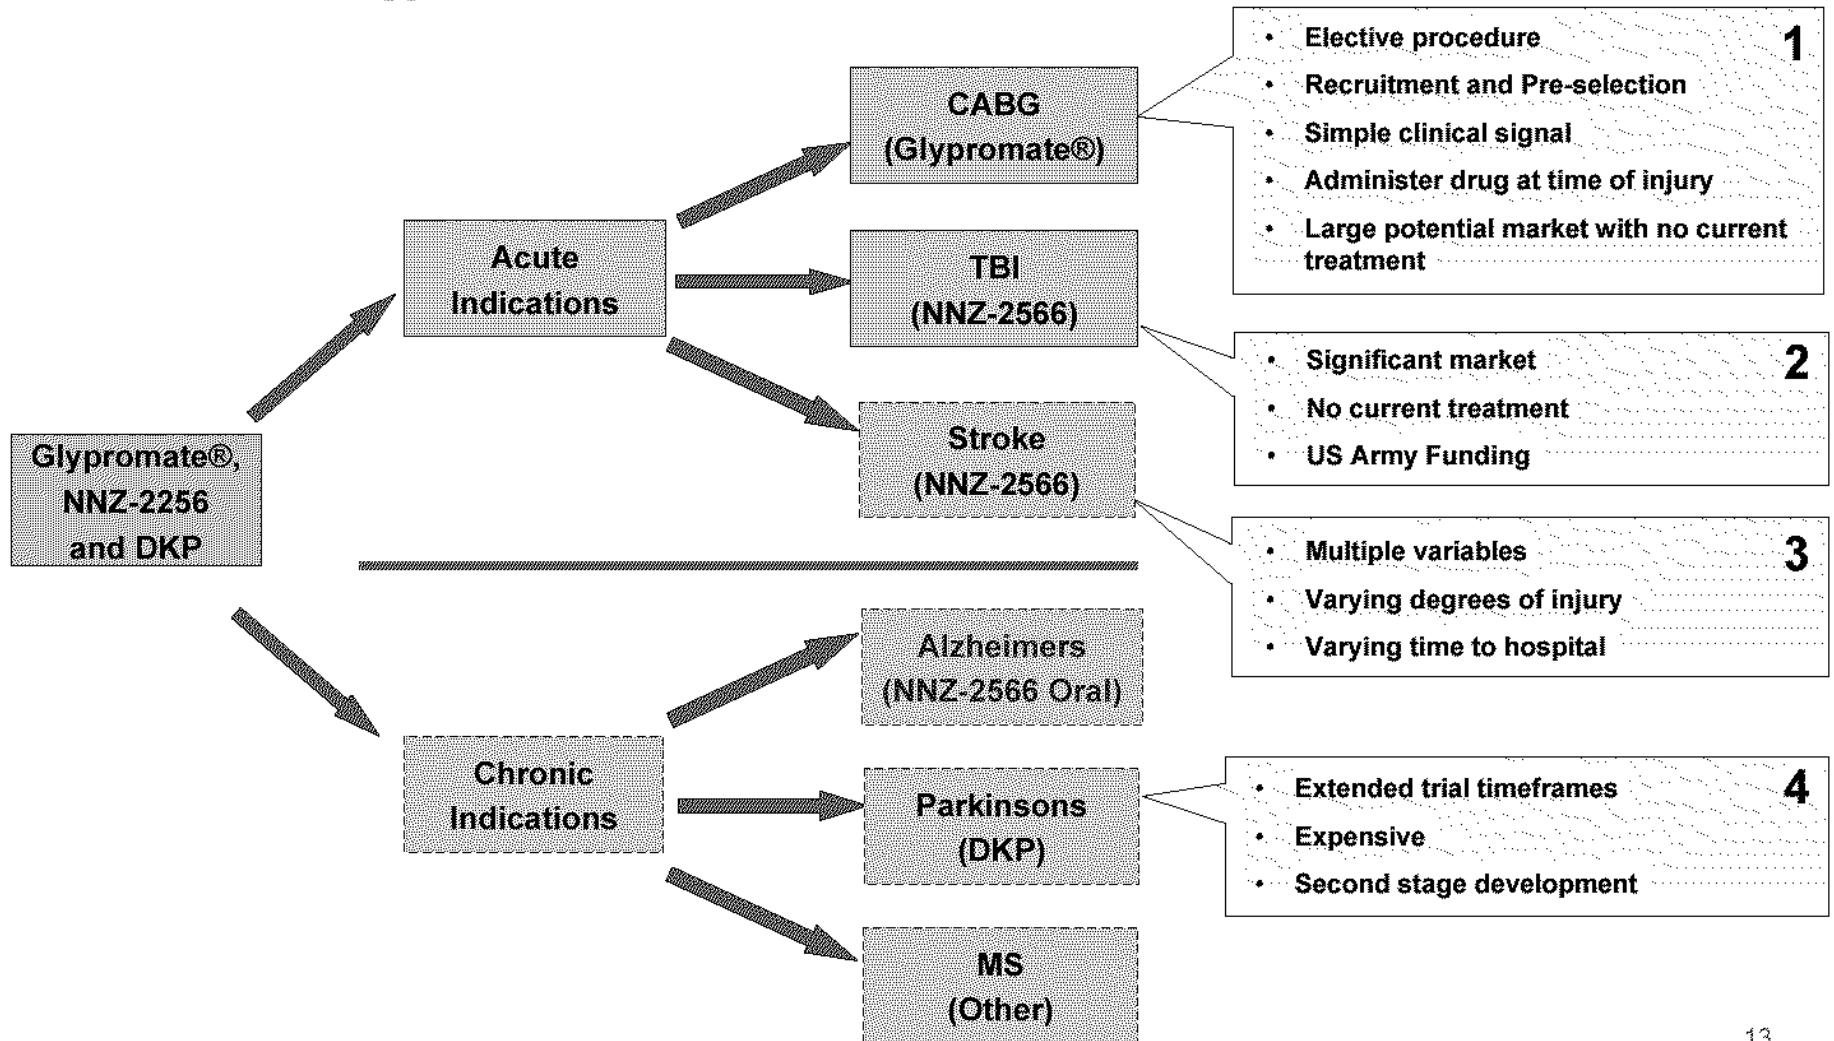 Glypromate®,
NNZ-2256
and DKP
Acute
Indications
Chronic
Indications
CABG
(Glypromate®)
TBI
(NNZ-2566)
Stroke
(NNZ-2566)
Alzheimers
(NNZ-2566 Oral)
Parkinsons
(DKP)
MS
(Other)
1
• Elective procedure
• Recruitment and Pre-selection
• Simple clinical signal
• Administer drug at time of injury
• Large potential market with no current
treatment
2
• Significant market
• No current treatment
• US Army Funding
3
• Multiple variables
• Varying degrees of injury
• Varying time to hospital
4
• Extended trial timeframes
• Expensive
• Second stage development
13